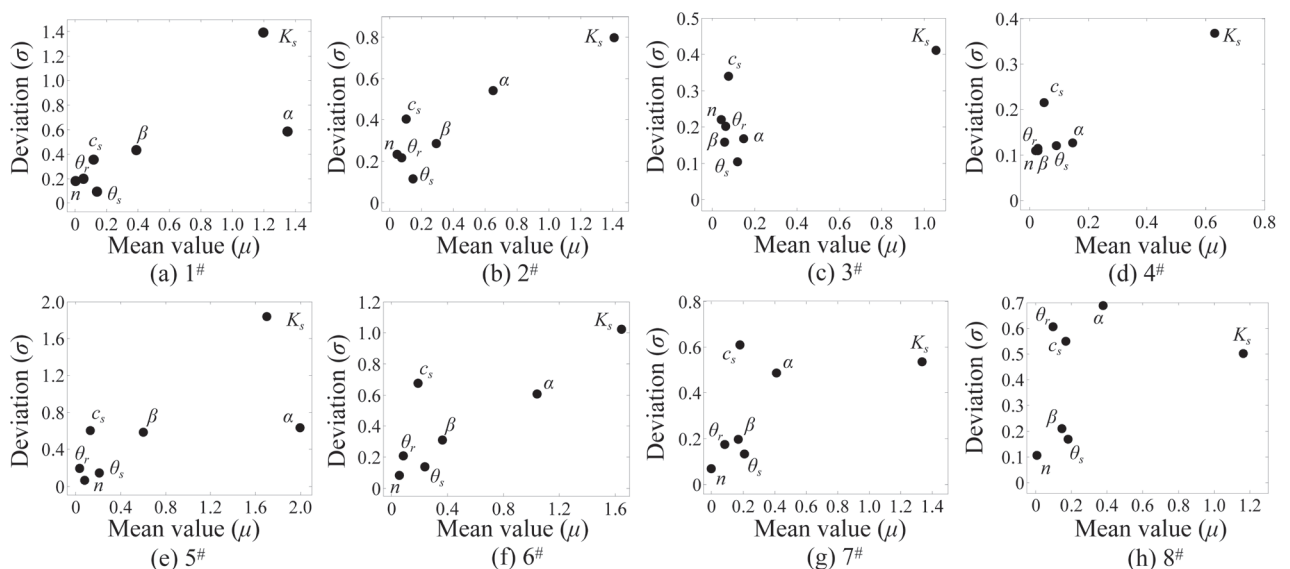 Deviation (σ)
1.4
1.2
1.0
0.8
0.6
0.4
0.2
0
K_s
α
β
c_s
θ_r
n
θ_s
0 0.2 0.4 0.6 0.8 1.0 1.2 1.4
Mean value (μ)
(a) 1#
Deviation (σ)
0.8
0.6
0.4
0.2
0
K_s
α
c_s
β
n
θ_r
θ_s
0 0.2 0.4 0.6 0.8 1.0 1.2 1.4
Mean value (μ)
(b) 2#
Deviation (σ)
0.5
0.4
0.3
0.2
0.1
0
K_s
c_s
n
θ_r
β
α
θ_s
0 0.2 0.4 0.6 0.8 1.0
Mean value (μ)
(c) 3#
Deviation (σ)
0.4
0.3
0.2
0.1
0
K_s
c_s
θ_r
α
n
β
θ_s
0 0.2 0.4 0.6 0.8
Mean value (μ)
(d) 4#
Deviation (σ)
2.0
1.6
1.2
0.8
0.4
0
K_s
c_s
β
α
θ_r
θ_s
n
0 0.4 0.8 1.2 1.6 2.0
Mean value (μ)
(e) 5#
Deviation (σ)
1.2
1.0
0.8
0.6
0.4
0.2
0
K_s
c_s
α
β
θ_r
θ_s
n
0 0.4 0.8 1.2 1.6
Mean value (μ)
(f) 6#
Deviation (σ)
0.8
0.6
0.4
0.2
0
c_s
K_s
α
θ_r
β
θ_s
n
0 0.2 0.4 0.6 0.8 1.0 1.2 1.4
Mean value (μ)
(g) 7#
Deviation (σ)
0.7
0.6
0.5
0.4
0.3
0.2
0.1
0
θ_r
α
c_s
K_s
β
θ_s
n
0 0.2 0.4 0.6 0.8 1.0 1.2
Mean value (μ)
(h) 8#